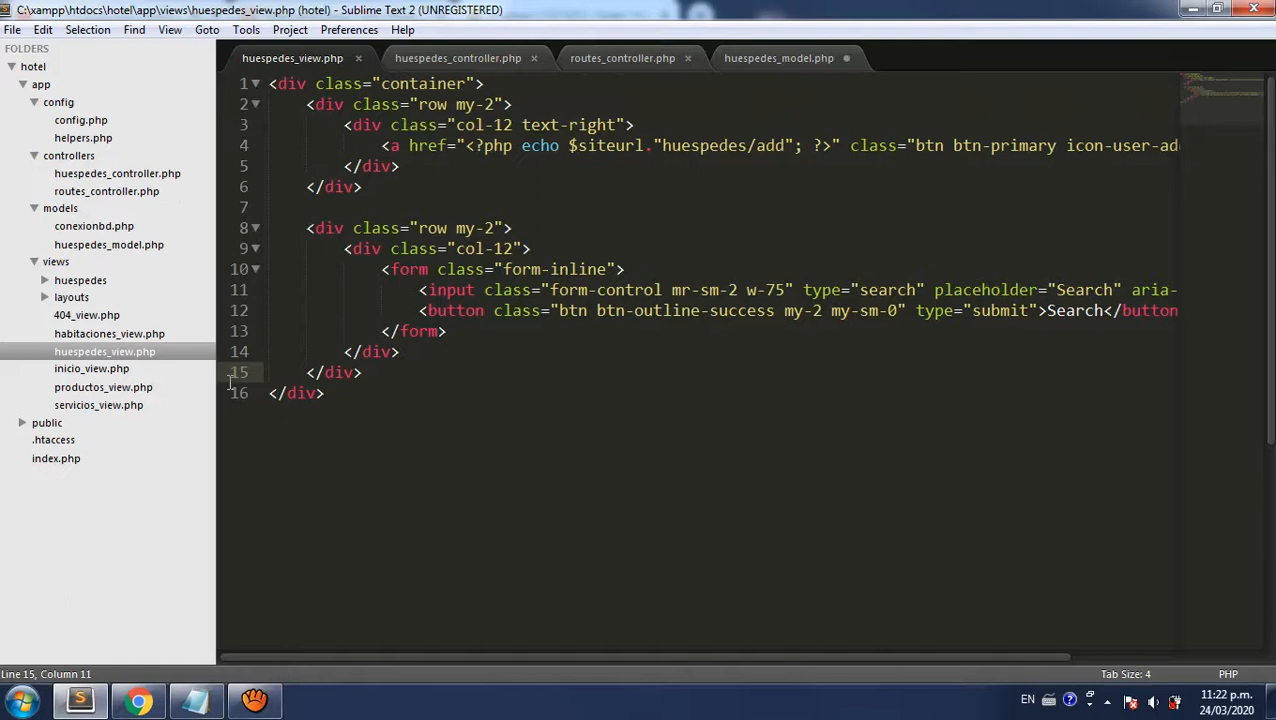 C:\xampp\htdocs\hotel\app\views\huespedes_view.php (hotel) - Sublime Text 2 (UNREGISTERED)
File Edit Selection Find View Goto Tools Project Preferences Help
FOLDERS
hotel
app
config
config.php
helpers.php
controllers
huespedes_controller.php
routes_controller.php
models
conexionbd.php
huespedes_model.php
views
huespedes
layouts
404_view.php
habitaciones_view.php
huespedes_view.php
inicio_view.php
productos_view.php
servicios_view.php
public
.htaccess
index.php
huespedes_view.php huespedes_controller.php routes_controller.php huespedes_model.php
1 <div class="container">
2 <div class="row my-2">
3 <div class="col-12 text-right">
4 <a href="<?php echo $siteurl."huespedes/add"; ?>" class="btn btn-primary icon-user-ad
5 </div>
6 </div>
7
8 <div class="row my-2">
9 <div class="col-12">
10 <form class="form-inline">
11 <input class="form-control mr-sm-2 w-75" type="search" placeholder="Search" aria-
12 <button class="btn btn-outline-success my-2 my-sm-0" type="submit">Search</button
13 </form>
14 </div>
15 </div>
16 </div>
Line 15, Column 11 Tab Size: 4 PHP
EN 11:22 p.m.
24/03/2020